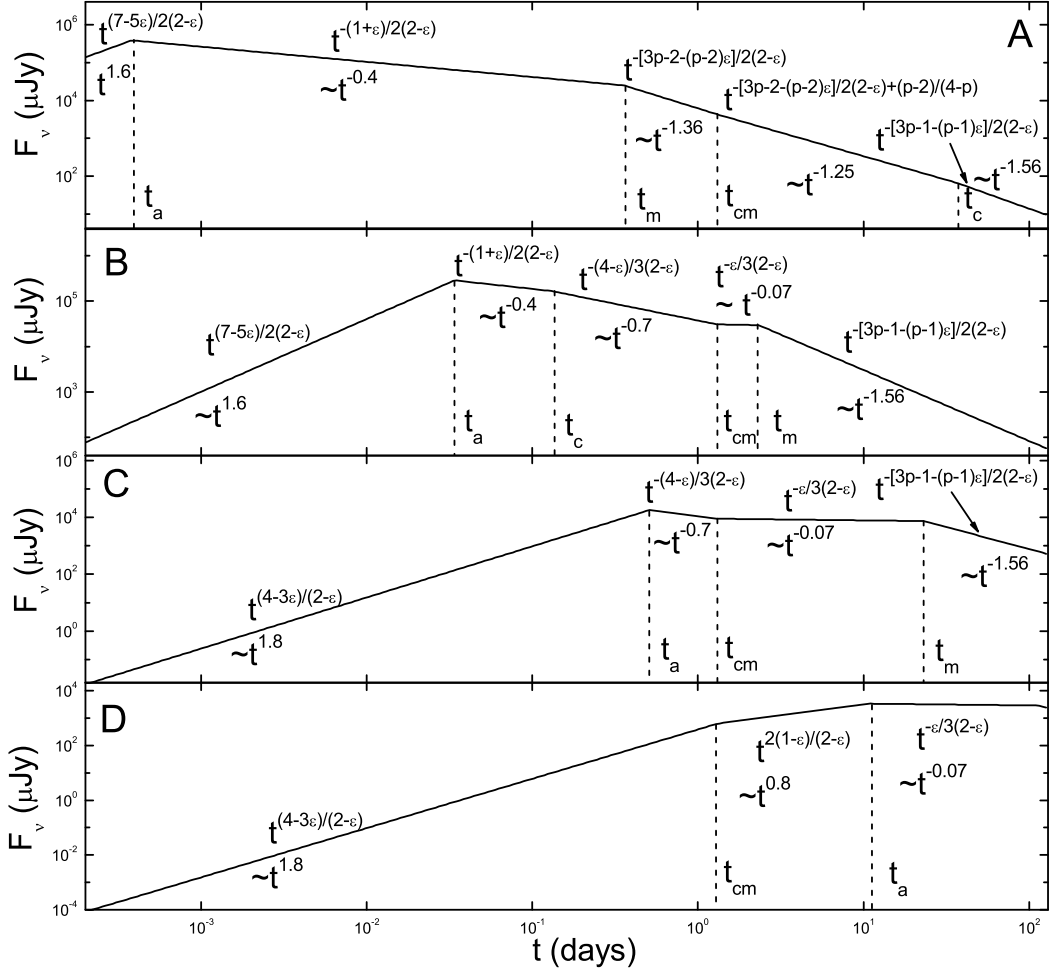 A
F_ν (μJy)
10^6
10^4
10^2
t^(7-5ε)/2(2-ε)
t^1.6
t^-(1+ε)/2(2-ε)
~t^-0.4
t^-[3p-2-(p-2)ε]/2(2-ε)
~t^-1.36
t^-[3p-2-(p-2)ε]/2(2-ε)+(p-2)/(4-p)
~t^-1.25
t^-[3p-1-(p-1)ε]/2(2-ε)
~t^-1.56
t_a
t_m
t_cm
t_c
B
F_ν (μJy)
10^5
10^3
t^(7-5ε)/2(2-ε)
~t^1.6
t^-(1+ε)/2(2-ε)
~t^-0.4
t^-(4-ε)/3(2-ε)
~t^-0.7
t^-ε/3(2-ε)
~ t^-0.07
t^-[3p-1-(p-1)ε]/2(2-ε)
~t^-1.56
t_a
t_c
t_cm
t_m
C
F_ν (μJy)
10^6
10^4
10^2
10^0
t^(4-3ε)/(2-ε)
~t^1.8
t^-(4-ε)/3(2-ε)
~t^-0.7
t^-ε/3(2-ε)
~t^-0.07
t^-[3p-1-(p-1)ε]/2(2-ε)
~t^-1.56
t_a
t_cm
t_m
D
F_ν (μJy)
10^4
10^2
10^0
10^-2
10^-4
t^(4-3ε)/(2-ε)
~t^1.8
t^2(1-ε)/(2-ε)
~t^0.8
t^-ε/3(2-ε)
~t^-0.07
t_cm
t_a
10^-3
10^-2
10^-1
10^0
10^1
10^2
t (days)